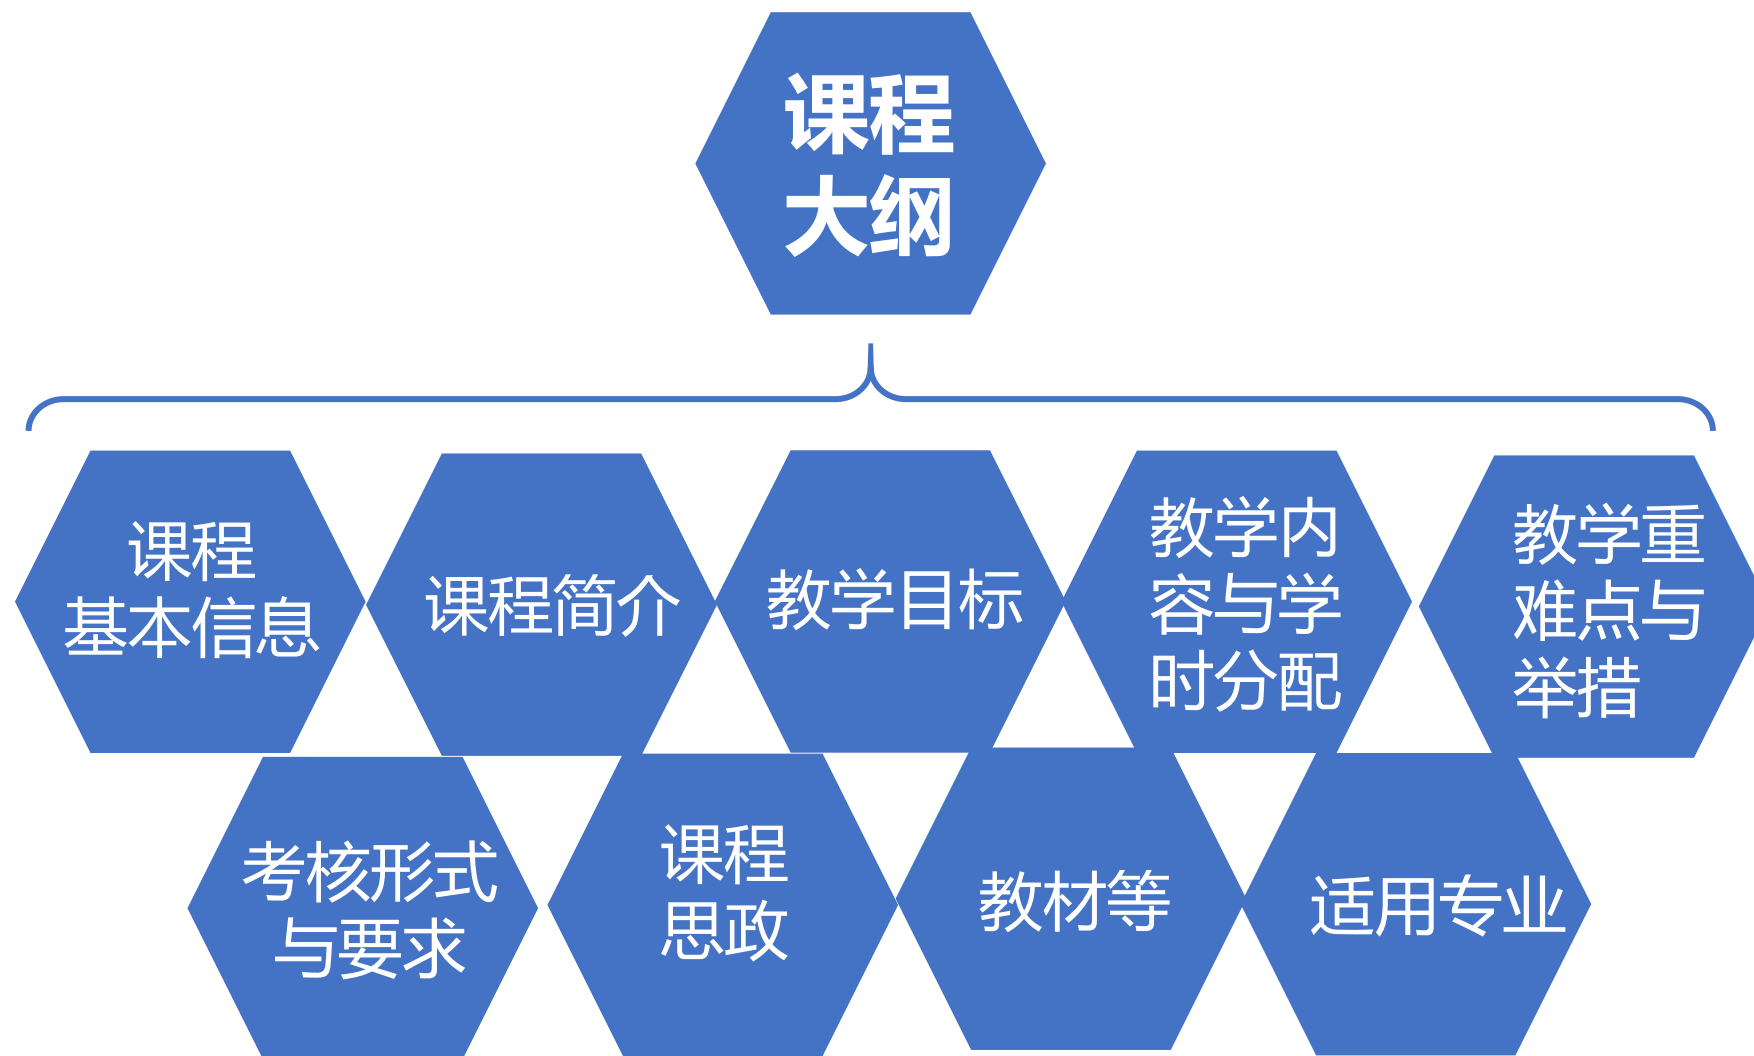 课程
大纲
课程
基本信息
课程简介
教学目标
教学内
容与学
时分配
教学重
难点与
举措
考核形式
与要求
课程
思政
教材等
适用专业